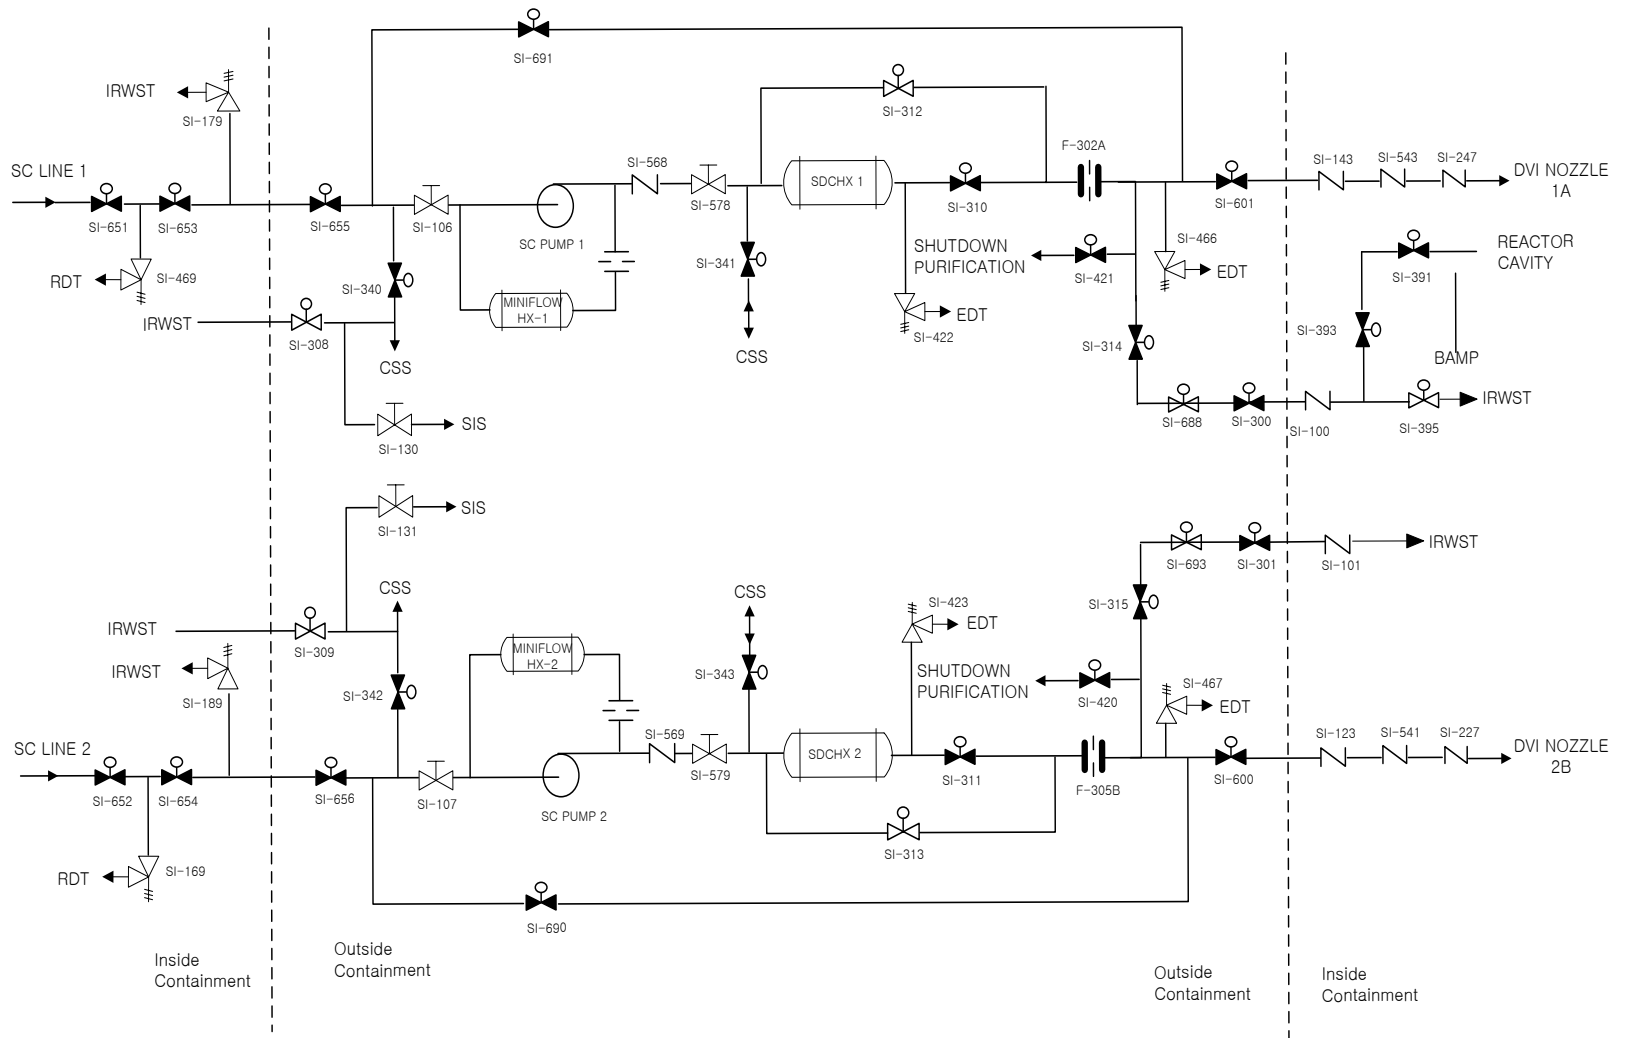 SI-691
IRWST
SI-179
SI-312
F-302A
SC LINE 1
SI-651
SI-653
SI-655
SI-106
SI-568
SI-578
SDCHX 1
SI-310
SI-601
SI-143
SI-543
SI-247
DVI NOZZLE
1A
SC PUMP 1
RDT
SI-469
SI-340
SI-341
SHUTDOWN
PURIFICATION
SI-421
SI-466
EDT
SI-391
REACTOR
CAVITY
MINIFLOW
HX-1
IRWST
SI-308
CSS
CSS
EDT
SI-422
SI-314
SI-393
BAMP
SI-688
SI-300
SI-100
SI-395
IRWST
SIS
SI-130
SIS
SI-131
IRWST
SI-693
SI-301
SI-101
CSS
CSS
SI-423
EDT
SI-315
IRWST
SI-309
MINIFLOW
HX-2
IRWST
SI-189
SI-342
SI-343
SHUTDOWN
PURIFICATION
SI-420
SI-467
EDT
SC LINE 2
SI-652
SI-654
SI-656
SI-107
SC PUMP 2
SI-569
SI-579
SDCHX 2
SI-311
F-305B
SI-600
SI-123
SI-541
SI-227
DVI NOZZLE
2B
SI-313
RDT
SI-169
SI-690
Inside
Containment
Outside
Containment
Outside
Containment
Inside
Containment